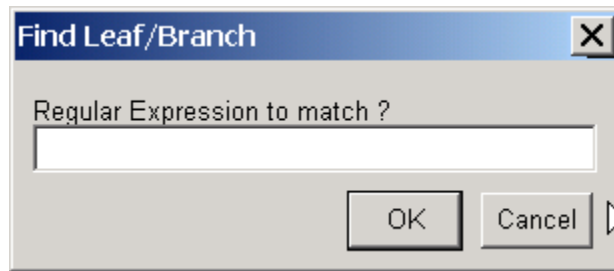 Find Leaf/Branch
Regular Expression to match ?
OK
Cancel